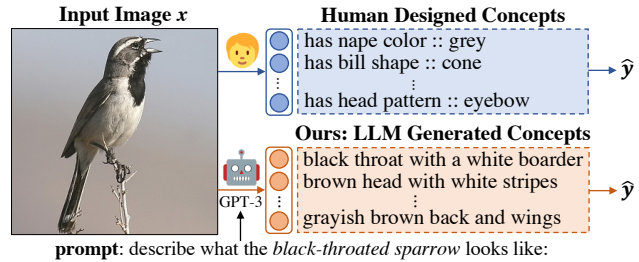 Input Image x
Human Designed Concepts
has nape color :: grey
has bill shape :: cone
⋮
has head pattern :: eyebow
ŷ
Ours: LLM Generated Concepts
black throat with a white boarder
brown head with white stripes
⋮
grayish brown back and wings
GPT-3
ŷ
prompt: describe what the black-throated sparrow looks like: